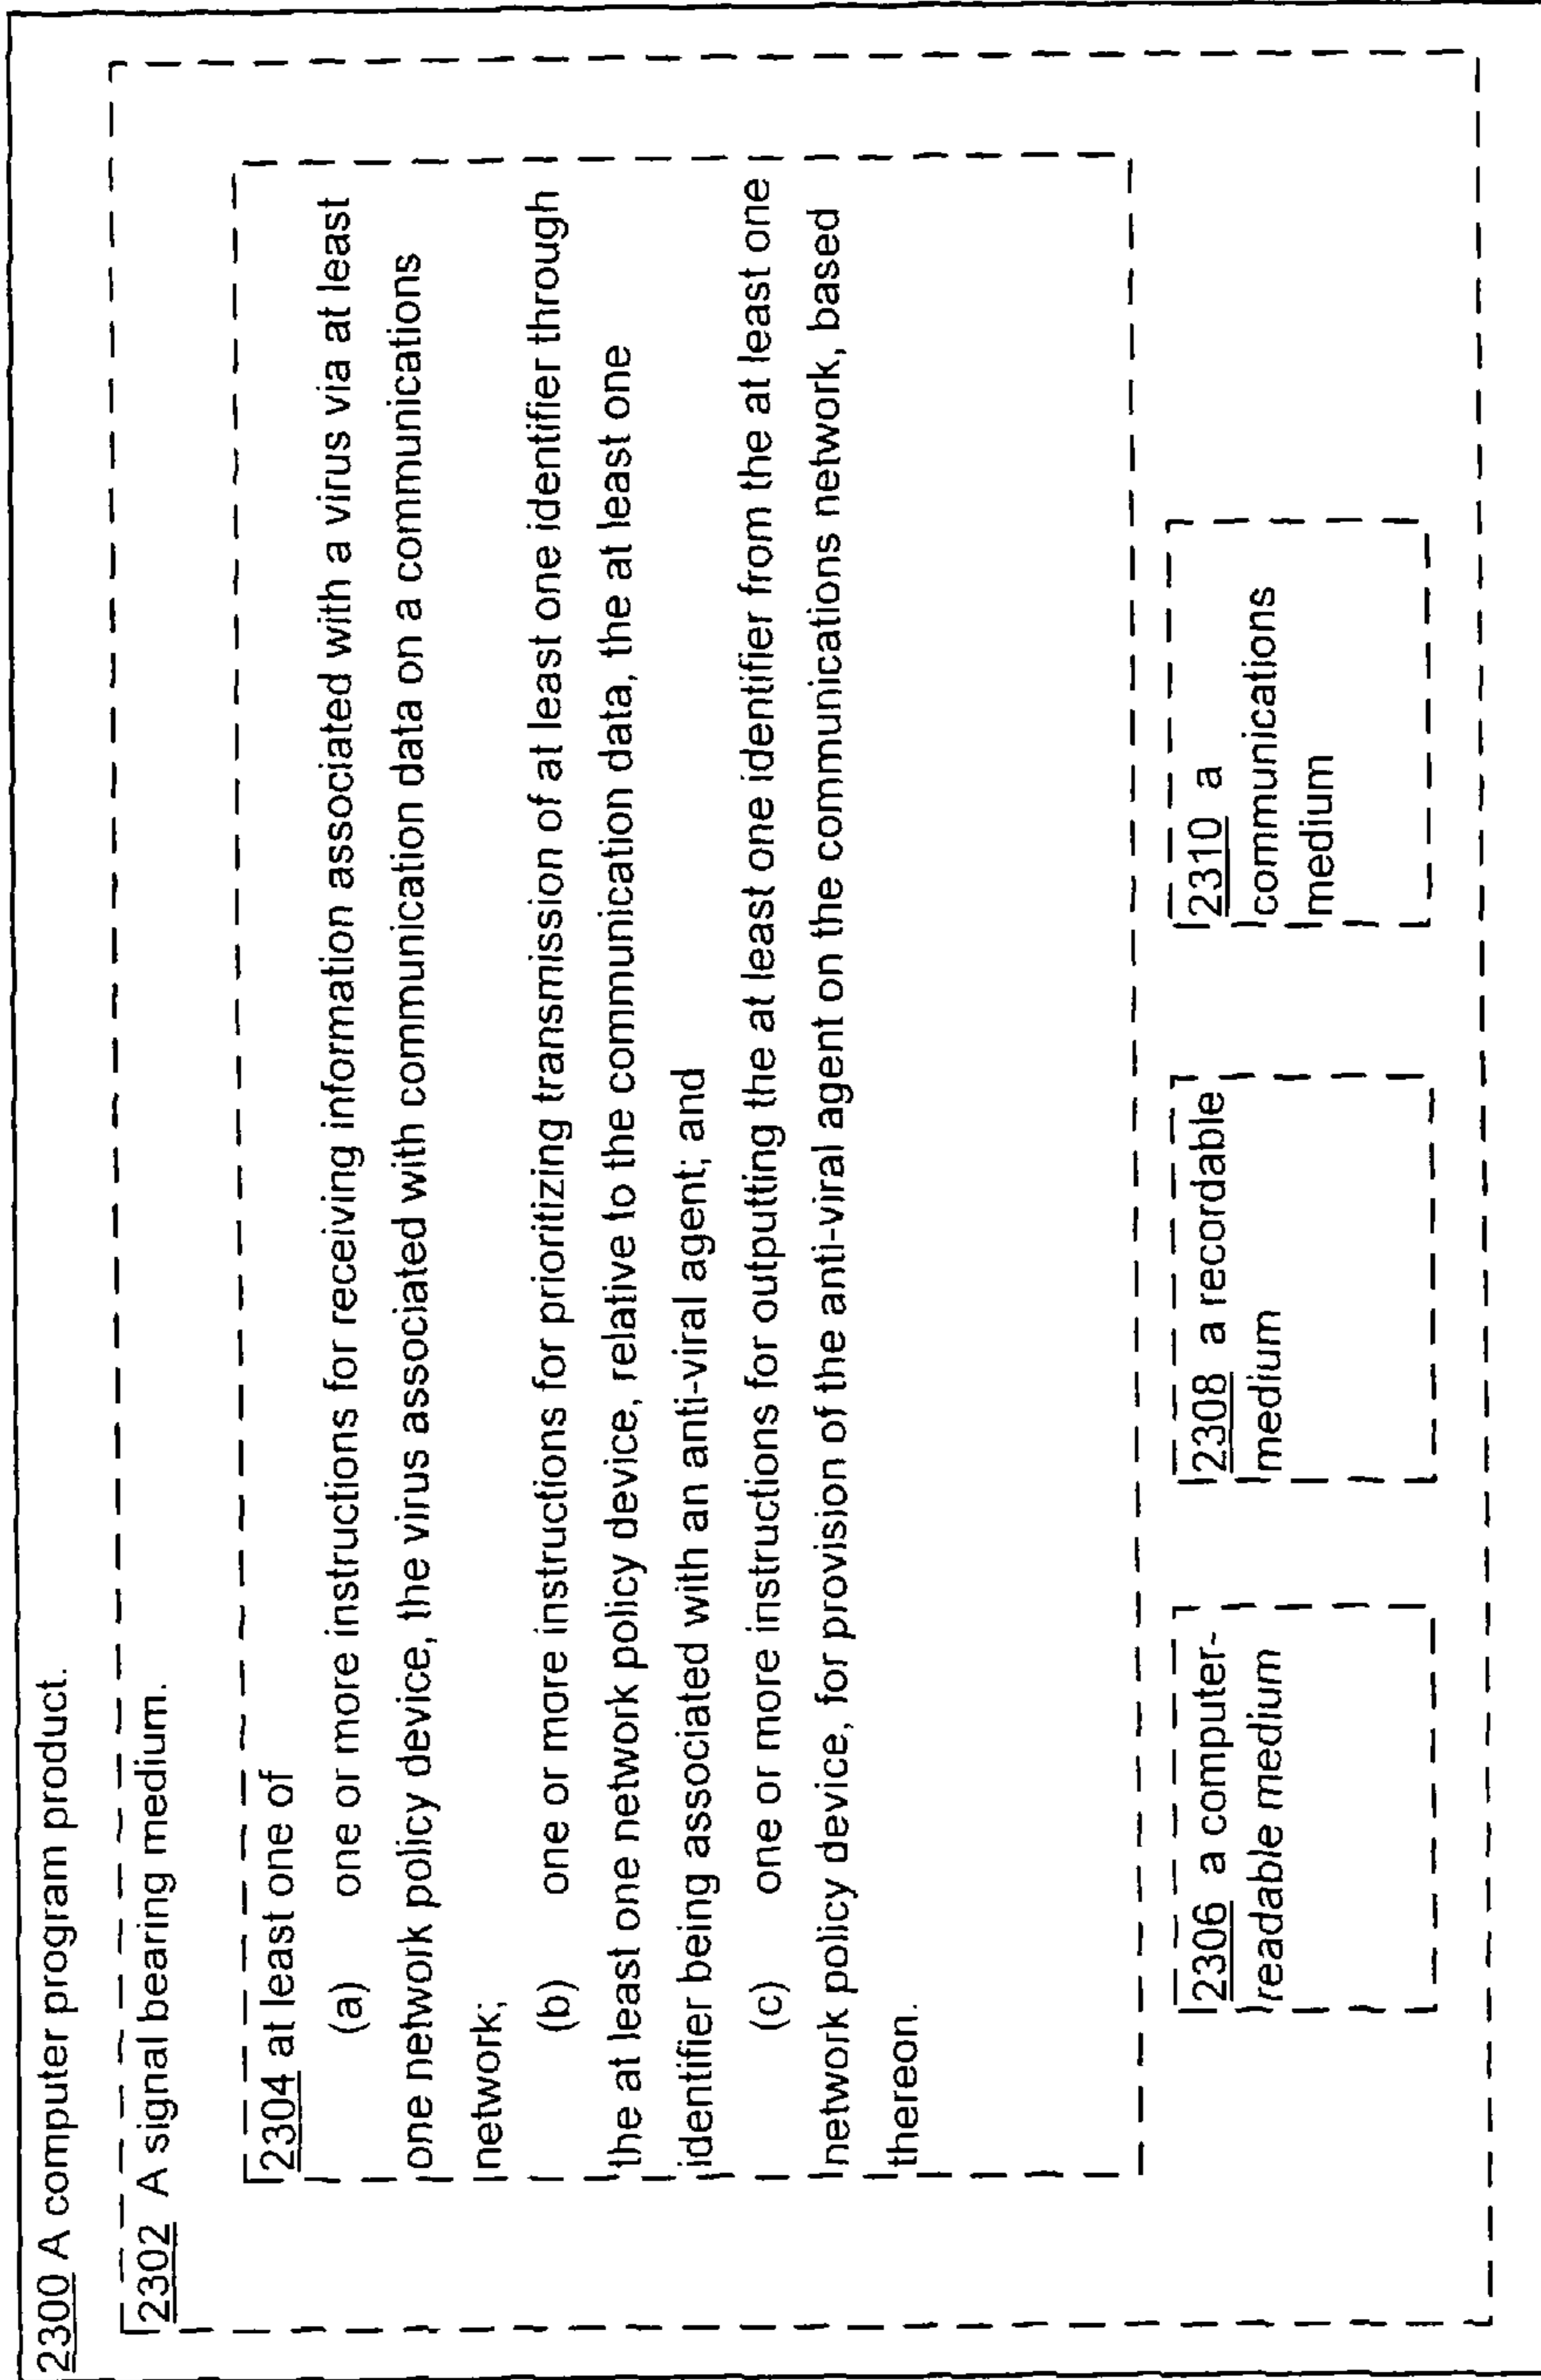 2300 A computer program product.
2302 A signal bearing medium.
2304 at least one of
(a) one or more instructions for receiving information associated with a virus via at least
one network policy device, the virus associated with communication data on a communications
network;
(b) one or more instructions for prioritizing transmission of at least one identifier through
the at least one network policy device, relative to the communication data, the at least one
identifier being associated with an anti-viral agent; and
(c) one or more instructions for outputting the at least one identifier from the at least one
network policy device, for provision of the anti-viral agent on the communications network, based
thereon.
2306 a computer-
readable medium
2308 a recordable
medium
2310 a
communications
medium